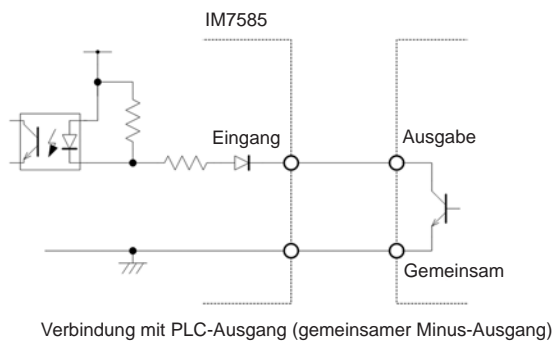 IM7585
Eingang
Ausgabe
Gemeinsam
Verbindung mit PLC-Ausgang (gemeinsamer Minus-Ausgang)